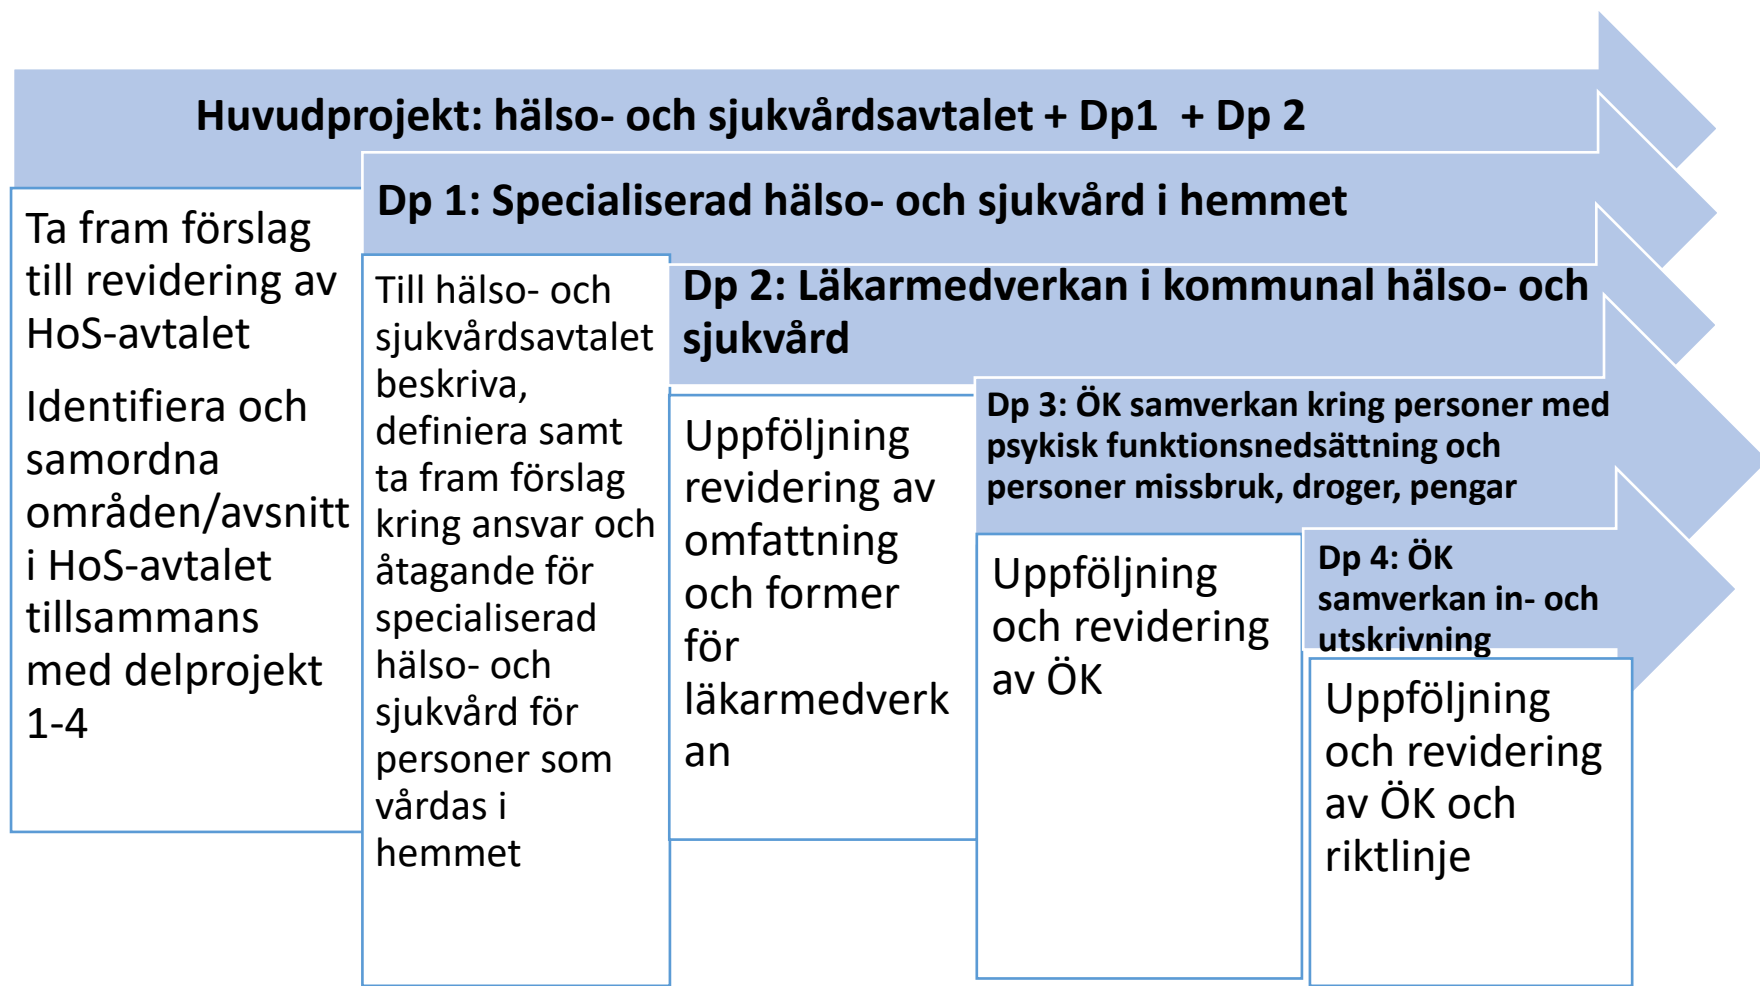 Huvudprojekt: hälso- och sjukvårdsavtalet + Dp1 + Dp 2
Ta fram förslag
till revidering av
HoS-avtalet
Identifiera och
samordna
områden/avsnitt
i HoS-avtalet
tillsammans
med delprojekt
1-4
Dp 1: Specialiserad hälso- och sjukvård i hemmet
Till hälso- och
sjukvårdsavtalet
beskriva,
definiera samt
ta fram förslag
kring ansvar och
åtagande för
specialiserad
hälso- och
sjukvård för
personer som
vårdas i
hemmet
Dp 2: Läkarmedverkan i kommunal hälso- och
sjukvård
Uppföljning
revidering av
omfattning
och former
för
läkarmedverk
an
Dp 3: ÖK samverkan kring personer med
psykisk funktionsnedsättning och
personer missbruk, droger, pengar
Uppföljning
och revidering
av ÖK
Dp 4: ÖK
samverkan in- och
utskrivning
Uppföljning
och revidering
av ÖK och
riktlinje